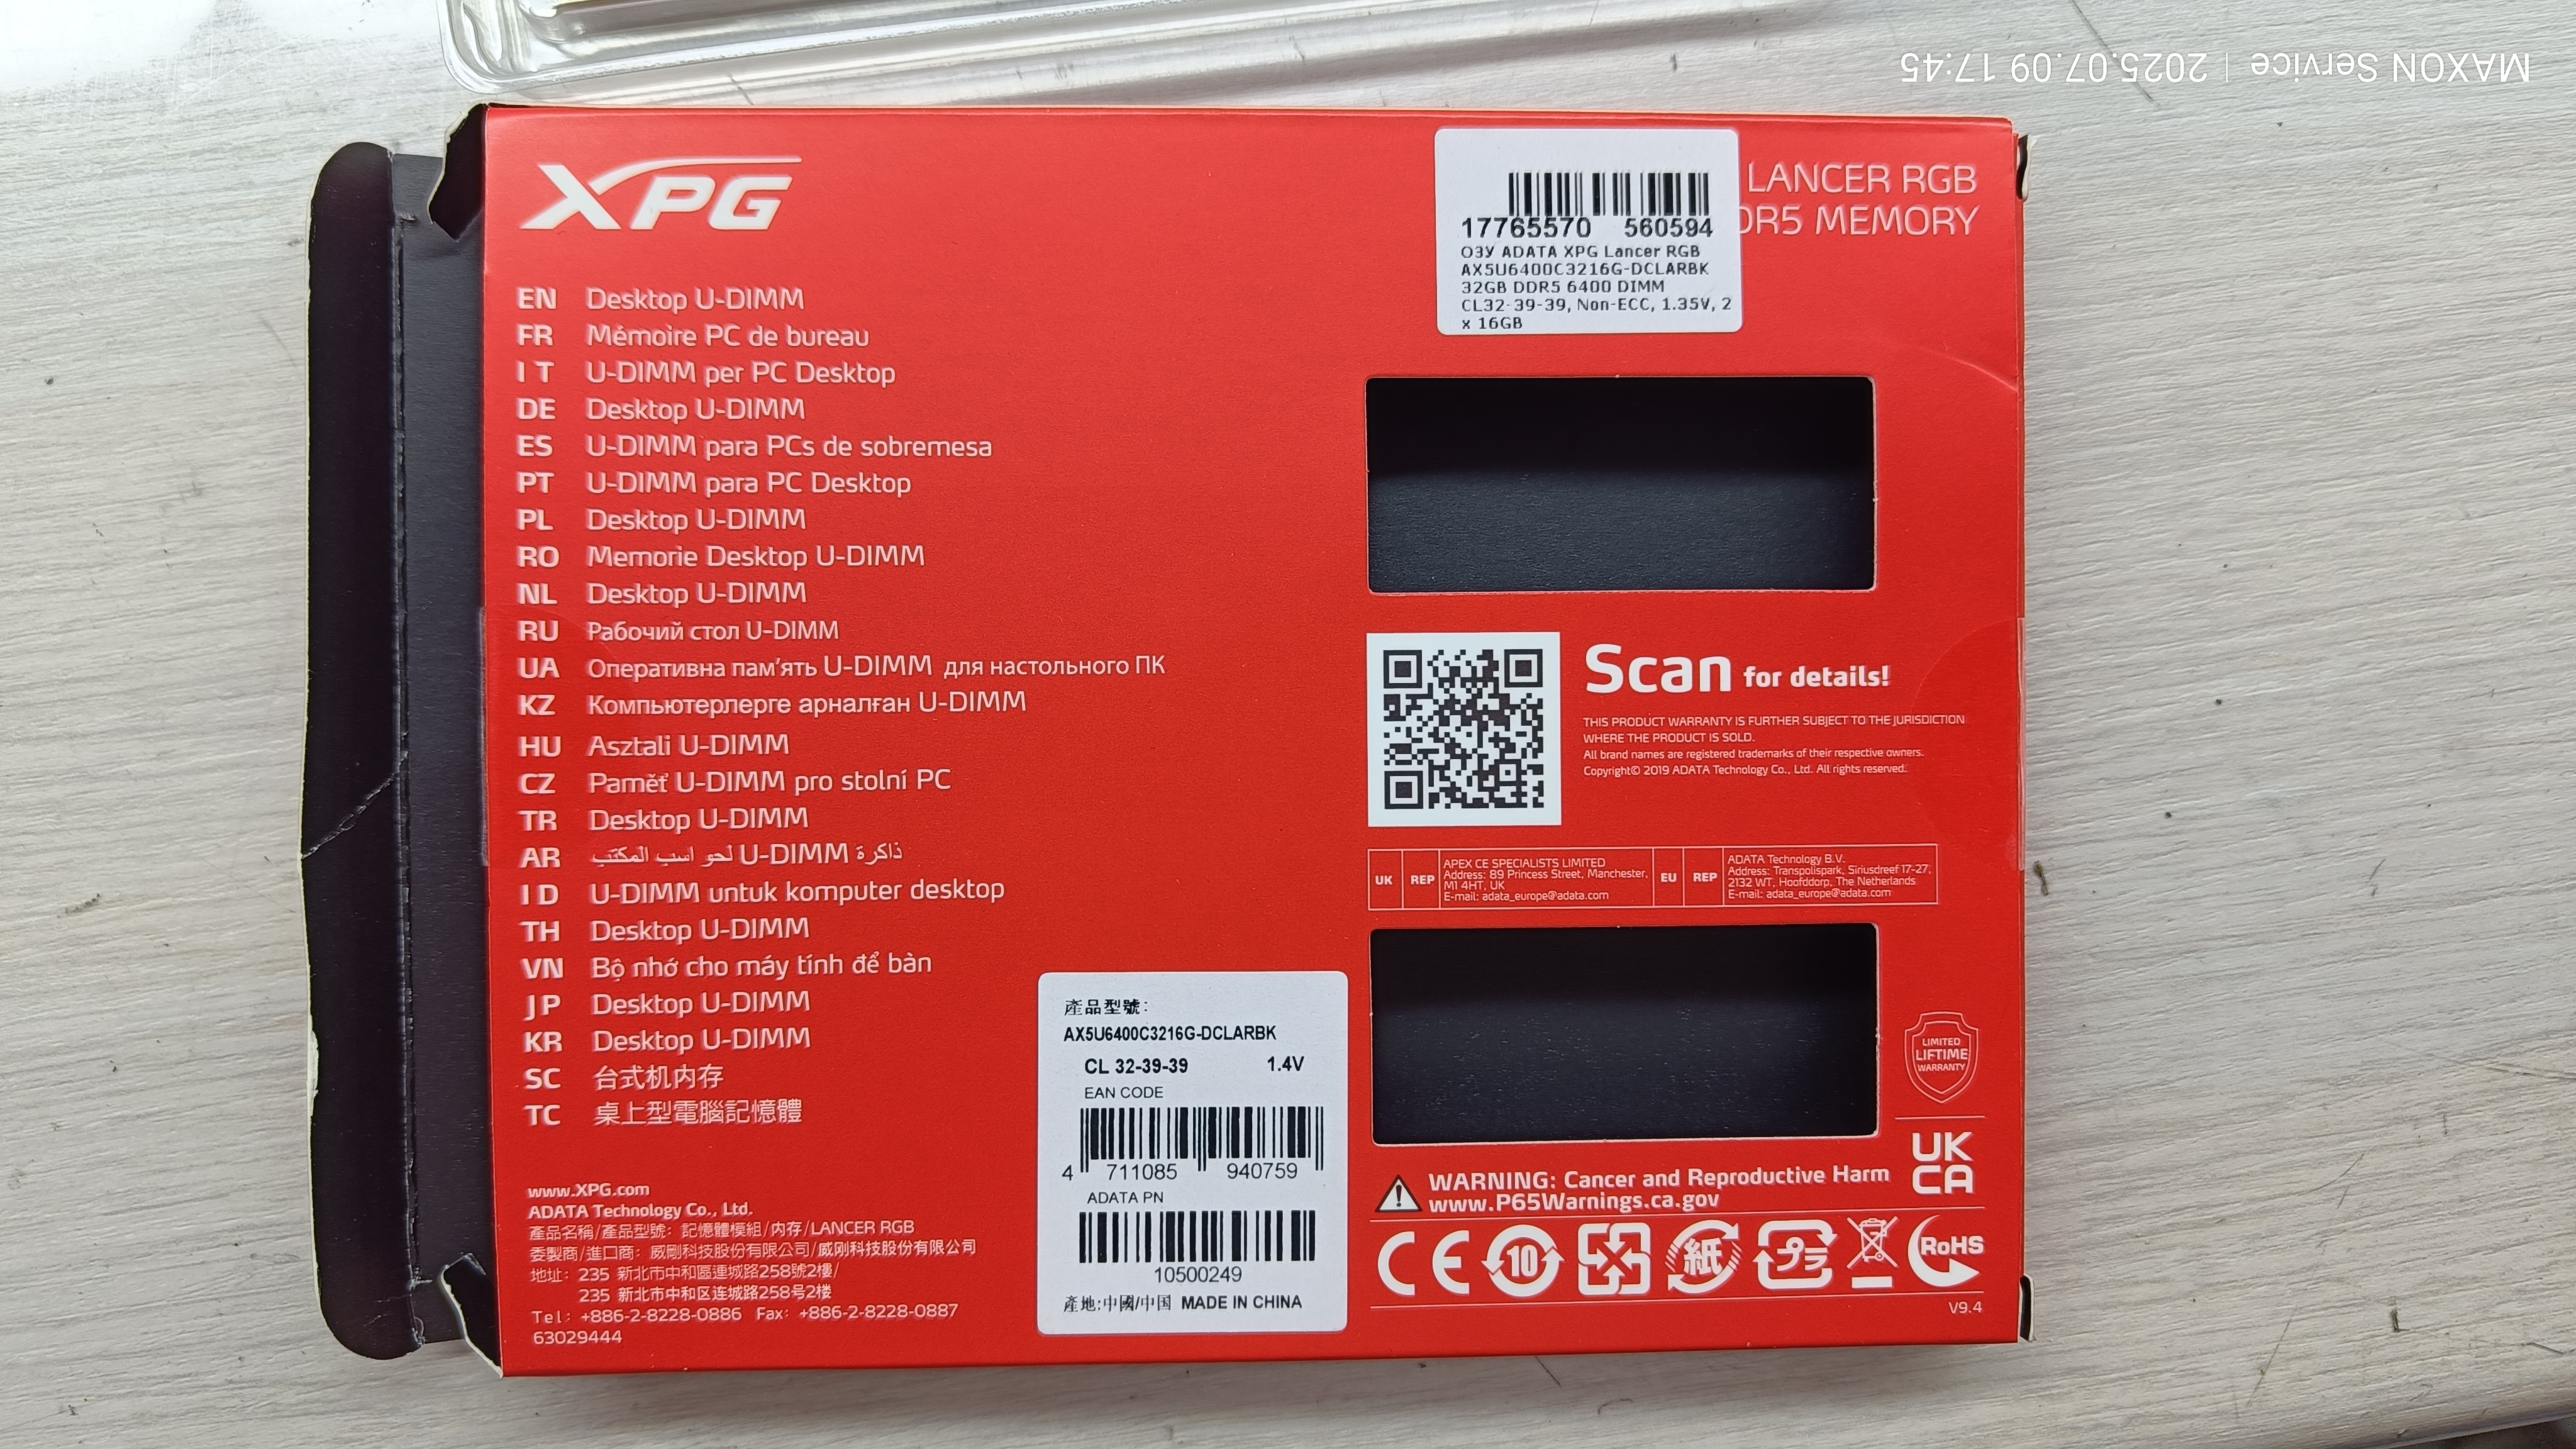 MAXON Service | 2025.07.09 17:45
XPG
LANCER RGB
DR5 MEMORY
17765570 560594
ОЗУ ADATA XPG Lancer RGB
AX5U6400C3216G-DCLARBK
32GB DDR5 6400 DIMM
CL32-39-39, Non-ECC, 1.35V, 2
x 16GB
EN Desktop U-DIMM
FR Mémoire PC de bureau
IT U-DIMM per PC Desktop
DE Desktop U-DIMM
ES U-DIMM para PCs de sobremesa
PT U-DIMM para PC Desktop
PL Desktop U-DIMM
RO Memorie Desktop U-DIMM
NL Desktop U-DIMM
RU Рабочий стол U-DIMM
UA Оперативна пам'ять U-DIMM для настольного ПК
KZ Компьютерлерге арналған U-DIMM
HU Asztali U-DIMM
CZ Paměť U-DIMM pro stolní PC
TR Desktop U-DIMM
AR ذاكرة U-DIMM لحو اسب المكتب
ID U-DIMM untuk komputer desktop
TH Desktop U-DIMM
VN Bộ nhớ cho máy tính để bàn
JP Desktop U-DIMM
KR Desktop U-DIMM
SC 台式机内存
TC 桌上型電腦記憶體
www.XPG.com
ADATA Technology Co., Ltd.
產品名稱/產品型號: 記憶體模組/内存/LANCER RGB
委製商/進口商: 威剛科技股份有限公司/威刚科技股份有限公司
地址: 235 新北市中和區連城路258號2樓/
235 新北市中和区连城路258号2楼
Tel: +886-2-8228-0886 Fax: +886-2-8228-0887
63029444
產品型號:
AX5U6400C3216G-DCLARBK
CL 32-39-39 1.4V
EAN CODE
4 711085 940759
ADATA PN
10500249
產地:中國/中国 MADE IN CHINA
Scan for details!
THIS PRODUCT WARRANTY IS FURTHER SUBJECT TO THE JURISDICTION
WHERE THE PRODUCT IS SOLD.
All brand names are registered trademarks of their respective owners.
Copyright© 2019 ADATA Technology Co., Ltd. All rights reserved.
UK REP
APEX CE SPECIALISTS LIMITED
Address: 89 Princess Street, Manchester,
M1 4HT, UK
E-mail: adata_europe@adata.com
EU REP
ADATA Technology B.V.
Address: Transpolispark, Siriusdreef 17-27,
2132 WT, Hoofddorp, The Netherlands
E-mail: adata_europe@adata.com
LIMITED
LIFETIME
WARRANTY
UK
CA
WARNING: Cancer and Reproductive Harm
www.P65Warnings.ca.gov
CE 10 紙 プラ RoHS
V9.4